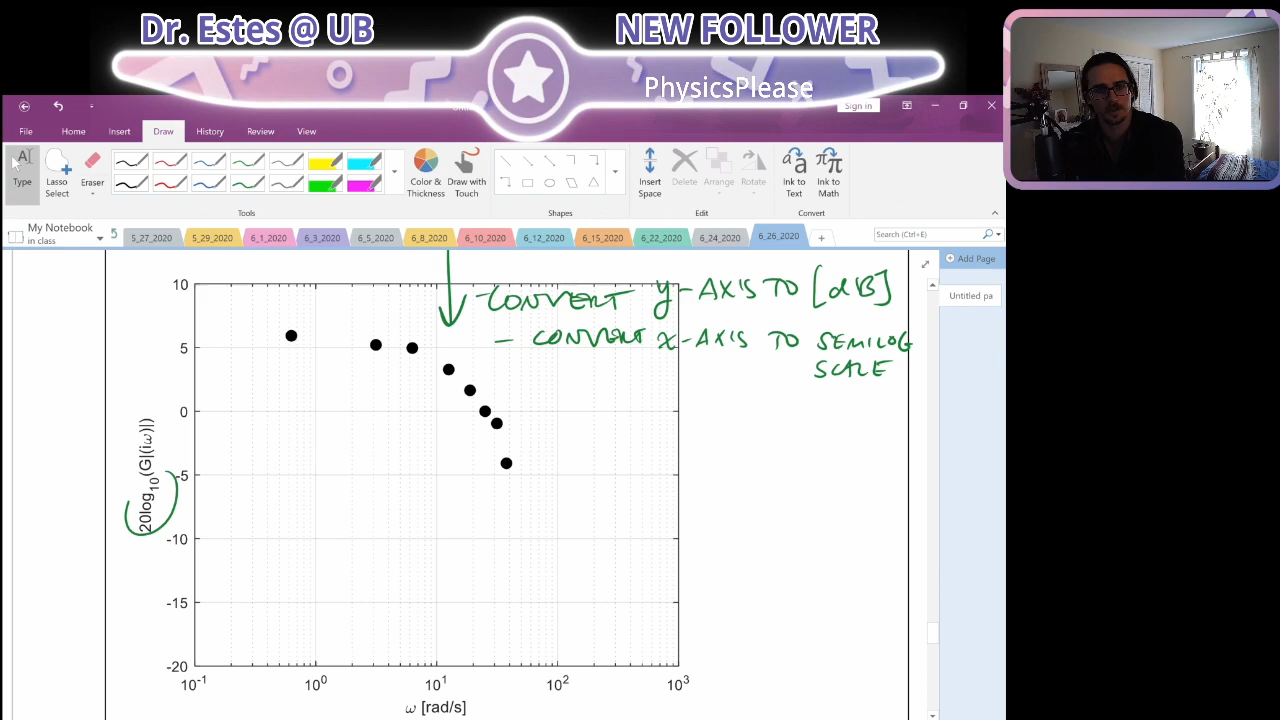 Dr. Estes @ UB
NEW FOLLOWER
PhysicsPlease
Sign in
File Home Insert Draw History Review View
Type
Lasso Select
Eraser
Color & Thickness
Draw with Touch
Insert Space
Delete
Arrange
Rotate
Ink to Text
Ink to Math
Tools
Shapes
Edit
Convert
My Notebook
in class
5_27_2020 5_29_2020 6_1_2020 6_3_2020 6_5_2020 6_8_2020 6_10_2020 6_12_2020 6_15_2020 6_22_2020 6_24_2020 6_26_2020
Search (Ctrl+E)
Add Page
Untitled pa
- CONVERT y-AXIS TO [dB]
- CONVERT x-AXIS TO SEMILOG
SCALE
10
5
0
-5
-10
-15
-20
20log10(G|(iω)|)
10^-1 10^0 10^1 10^2 10^3
ω [rad/s]